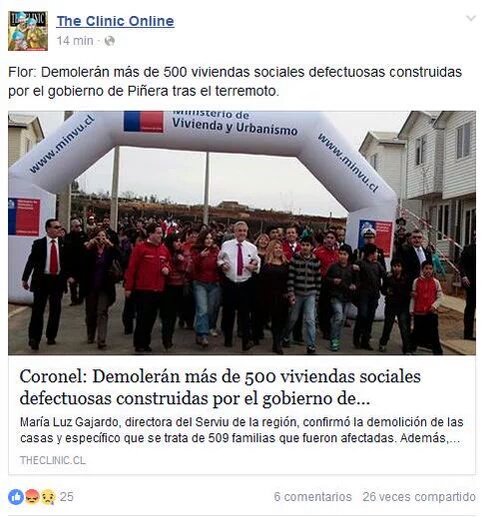 The Clinic Online
14 min ·
Flor: Demolerán más de 500 viviendas sociales defectuosas construidas
por el gobierno de Piñera tras el terremoto.
Ministerio de
Vivienda y Urbanismo
www.minvu.cl
www.minvu.cl
Coronel: Demolerán más de 500 viviendas sociales
defectuosas construidas por el gobierno de...
María Luz Gajardo, directora del Serviu de la región, confirmó la demolición de las
casas y específico que se trata de 509 familias que fueron afectadas. Además,...
THECLINIC.CL
25
6 comentarios 26 veces compartido